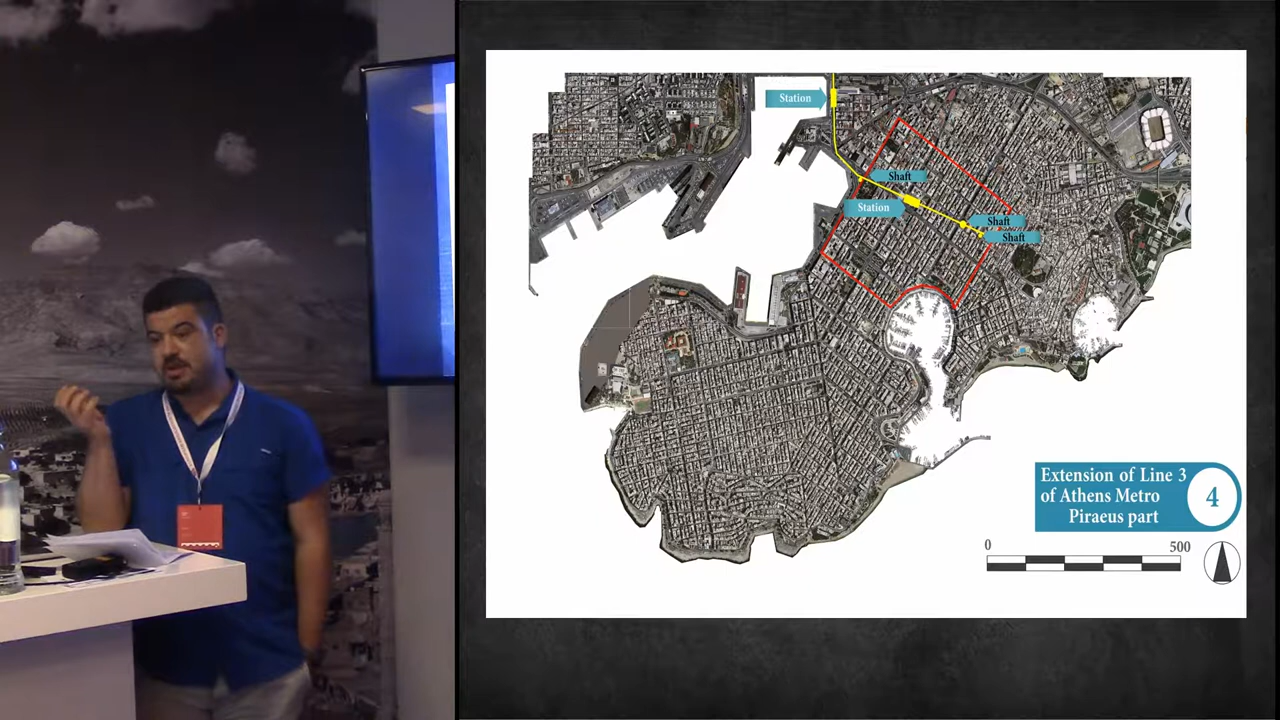 Station
Shaft
Station
Shaft
Shaft
Extension of Line 3
of Athens Metro
Piraeus part
4
0
500